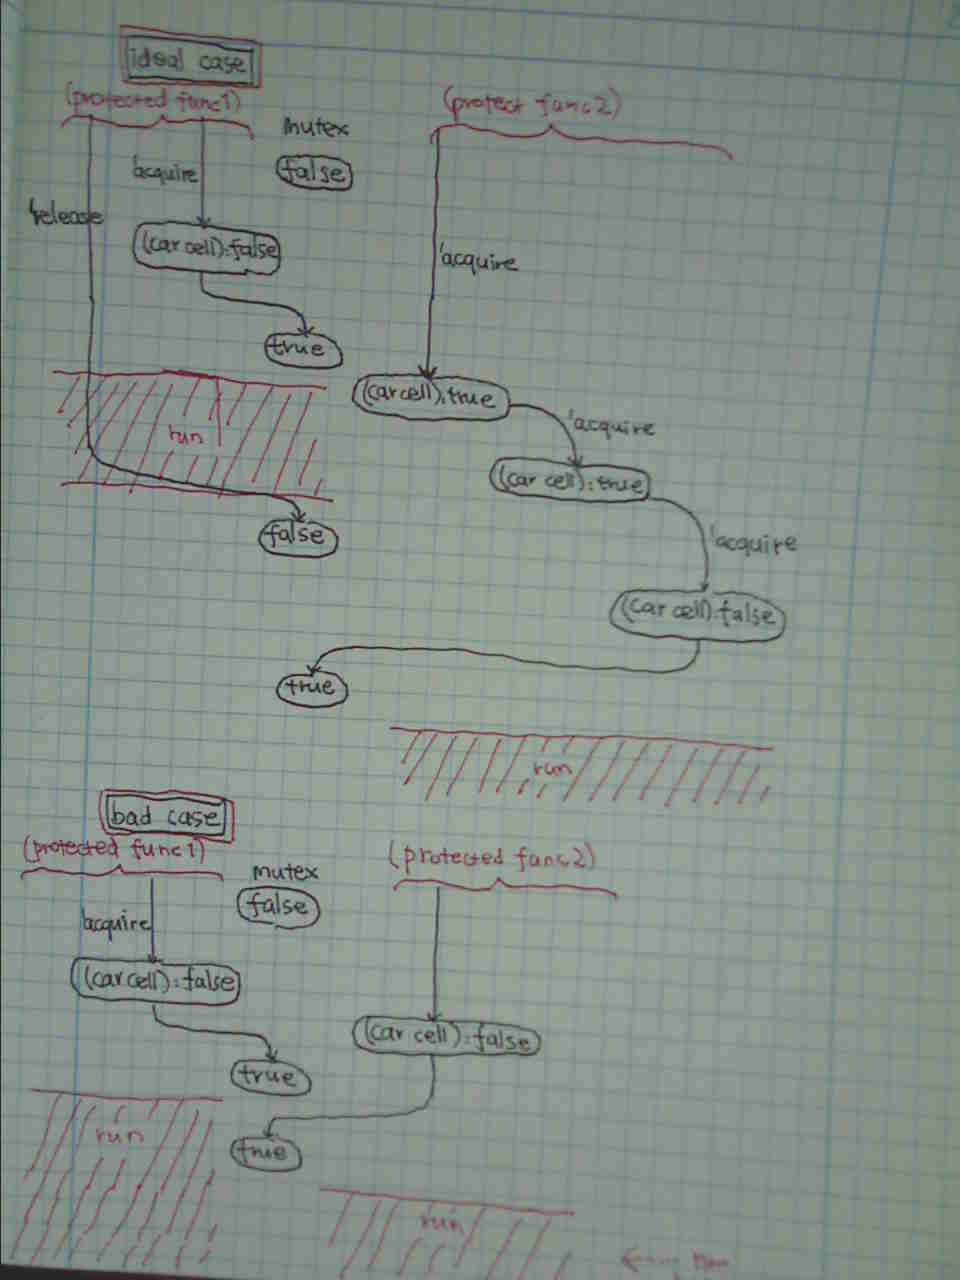 ideal case
(protected func1)
(protect func2)
mutex
false
'acquire
'release
(car cell):false
'acquire
true
(car cell):true
'acquire
run
(car cell):true
false
'acquire
(car cell):false
true
run
bad case
(protected func1)
(protected func2)
mutex
false
'acquire
(car cell):false
(car cell):false
true
run
true
run